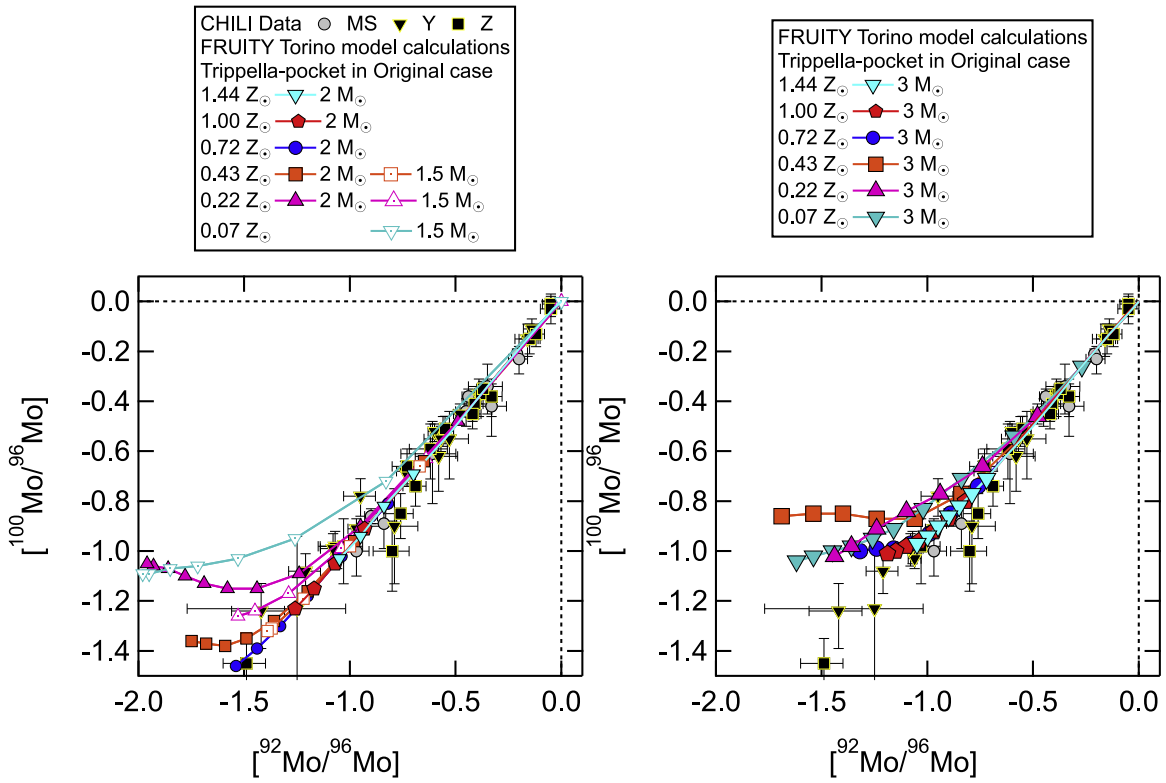 CHILI Data MS Y Z
FRUITY Torino model calculations
Trippella-pocket in Original case
1.44 Z☉ 2 M☉
1.00 Z☉ 2 M☉
0.72 Z☉ 2 M☉
0.43 Z☉ 2 M☉ 1.5 M☉
0.22 Z☉ 2 M☉ 1.5 M☉
0.07 Z☉ 1.5 M☉
FRUITY Torino model calculations
Trippella-pocket in Original case
1.44 Z☉ 3 M☉
1.00 Z☉ 3 M☉
0.72 Z☉ 3 M☉
0.43 Z☉ 3 M☉
0.22 Z☉ 3 M☉
0.07 Z☉ 3 M☉
[¹⁰⁰Mo/⁹⁶Mo]
0.0
-0.2
-0.4
-0.6
-0.8
-1.0
-1.2
-1.4
-2.0 -1.5 -1.0 -0.5 0.0
[⁹²Mo/⁹⁶Mo]
[¹⁰⁰Mo/⁹⁶Mo]
0.0
-0.2
-0.4
-0.6
-0.8
-1.0
-1.2
-1.4
-2.0 -1.5 -1.0 -0.5 0.0
[⁹²Mo/⁹⁶Mo]